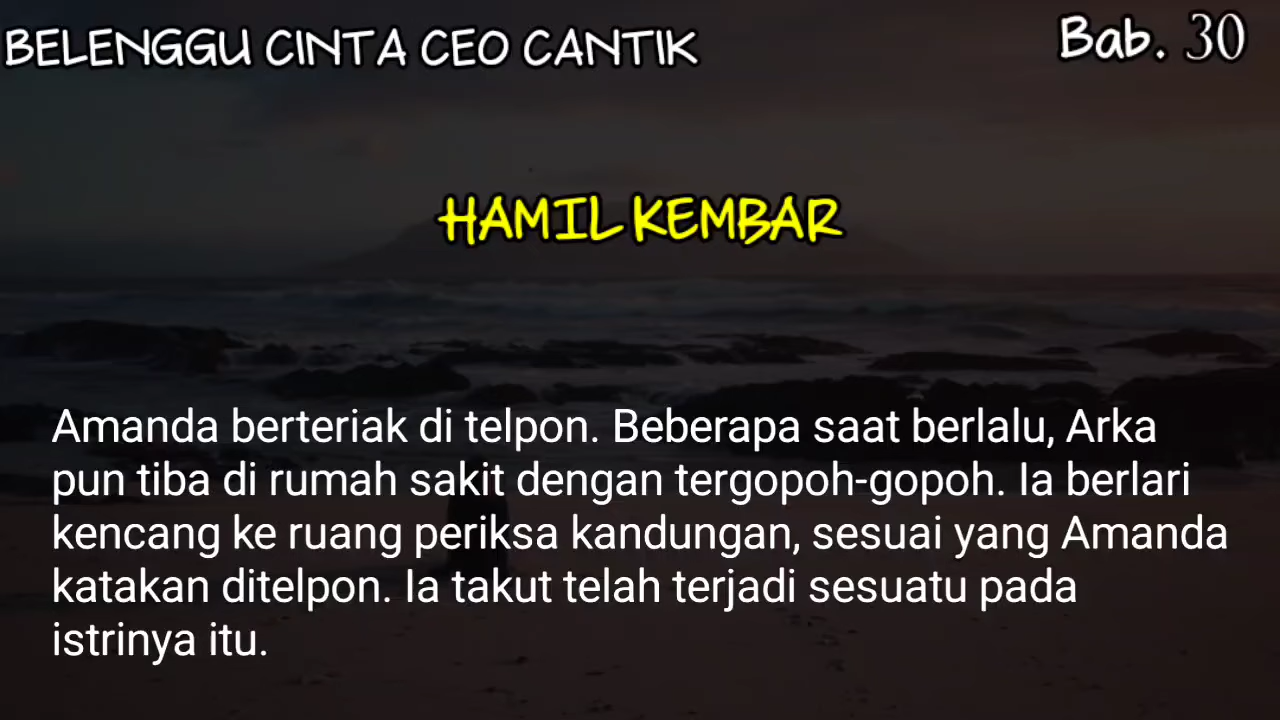 BELENGGU CINTA CEO CANTIK
Bab. 30
HAMIL KEMBAR
Amanda berteriak di telpon. Beberapa saat berlalu, Arka
pun tiba di rumah sakit dengan tergopoh-gopoh. Ia berlari
kencang ke ruang periksa kandungan, sesuai yang Amanda
katakan ditelpon. Ia takut telah terjadi sesuatu pada
istrinya itu.